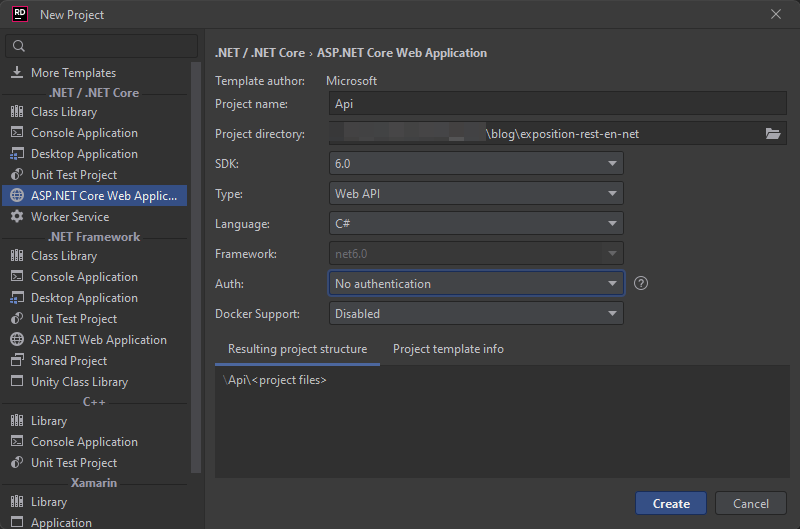 RD
New Project
More Templates
.NET / .NET Core
Class Library
Console Application
Desktop Application
Unit Test Project
ASP.NET Core Web Applic...
Worker Service
.NET Framework
Class Library
Console Application
Desktop Application
Unit Test Project
ASP.NET Web Application
Shared Project
Unity Class Library
C++
Library
Console Application
Unit Test Project
Xamarin
Library
Application
.NET / .NET Core › ASP.NET Core Web Application
Template author: Microsoft
Project name: Api
Project directory: \blog\exposition-rest-en-net
SDK: 6.0
Type: Web API
Language: C#
Framework: net6.0
Auth: No authentication ?
Docker Support: Disabled
Resulting project structure Project template info
\Api\<project files>
Create Cancel